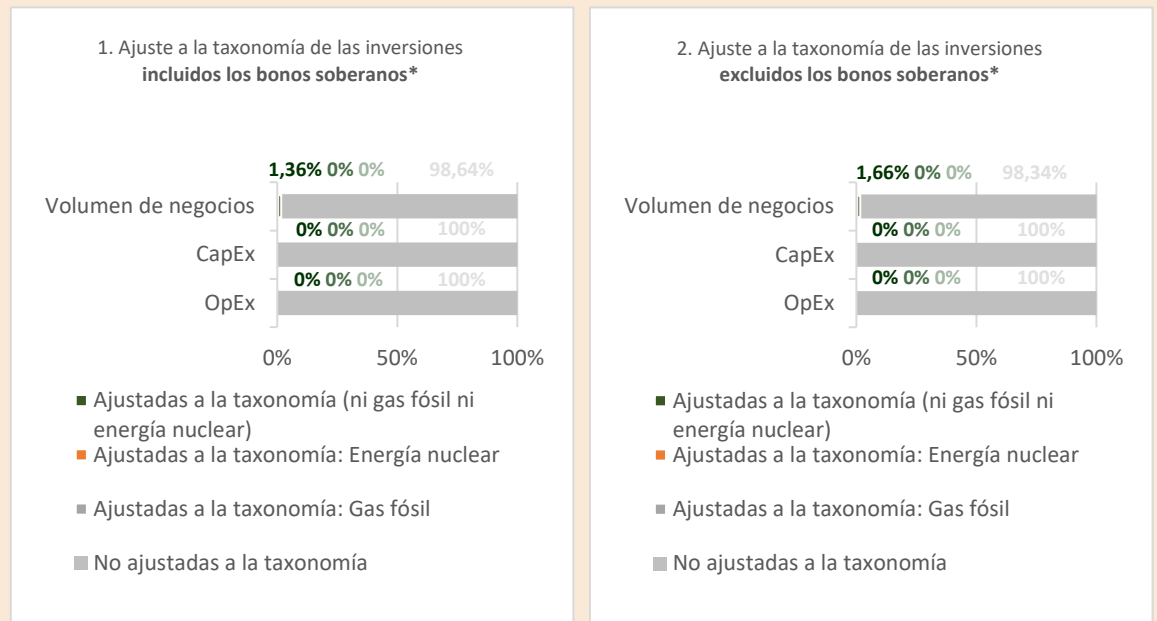 1. Ajuste a la taxonomía de las inversiones
incluidos los bonos soberanos*
1,36% 0% 0% 98,64%
Volumen de negocios
0% 0% 0% 100%
CapEx
0% 0% 0% 100%
OpEx
0% 50% 100%
Ajustadas a la taxonomía (ni gas fósil ni
energía nuclear)
Ajustadas a la taxonomía: Energía nuclear
Ajustadas a la taxonomía: Gas fósil
No ajustadas a la taxonomía
2. Ajuste a la taxonomía de las inversiones
excluidos los bonos soberanos*
1,66% 0% 0% 98,34%
Volumen de negocios
0% 0% 0% 100%
CapEx
0% 0% 0% 100%
OpEx
0% 50% 100%
Ajustadas a la taxonomía (ni gas fósil ni
energía nuclear)
Ajustadas a la taxonomía: Energía nuclear
Ajustadas a la taxonomía: Gas fósil
No ajustadas a la taxonomía